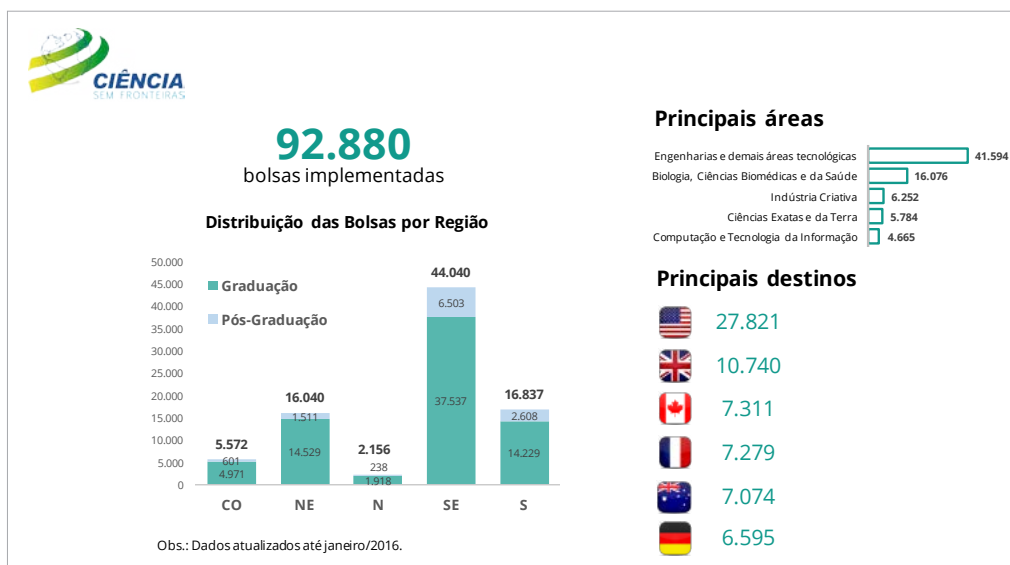 CIÊNCIA
SEM FRONTEIRAS
92.880
bolsas implementadas
Distribuição das Bolsas por Região
50.000
45.000
40.000
35.000
30.000
25.000
20.000
15.000
10.000
5.000
0
Graduação
Pós-Graduação
5.572
601
4.971
16.040
1.511
14.529
2.156
238
1.918
44.040
6.503
37.537
16.837
2.608
14.229
CO NE N SE S
Obs.: Dados atualizados até janeiro/2016.
Principais áreas
Engenharias e demais áreas tecnológicas 41.594
Biologia, Ciências Biomédicas e da Saúde 16.076
Indústria Criativa 6.252
Ciências Exatas e da Terra 5.784
Computação e Tecnologia da Informação 4.665
Principais destinos
27.821
10.740
7.311
7.279
7.074
6.595